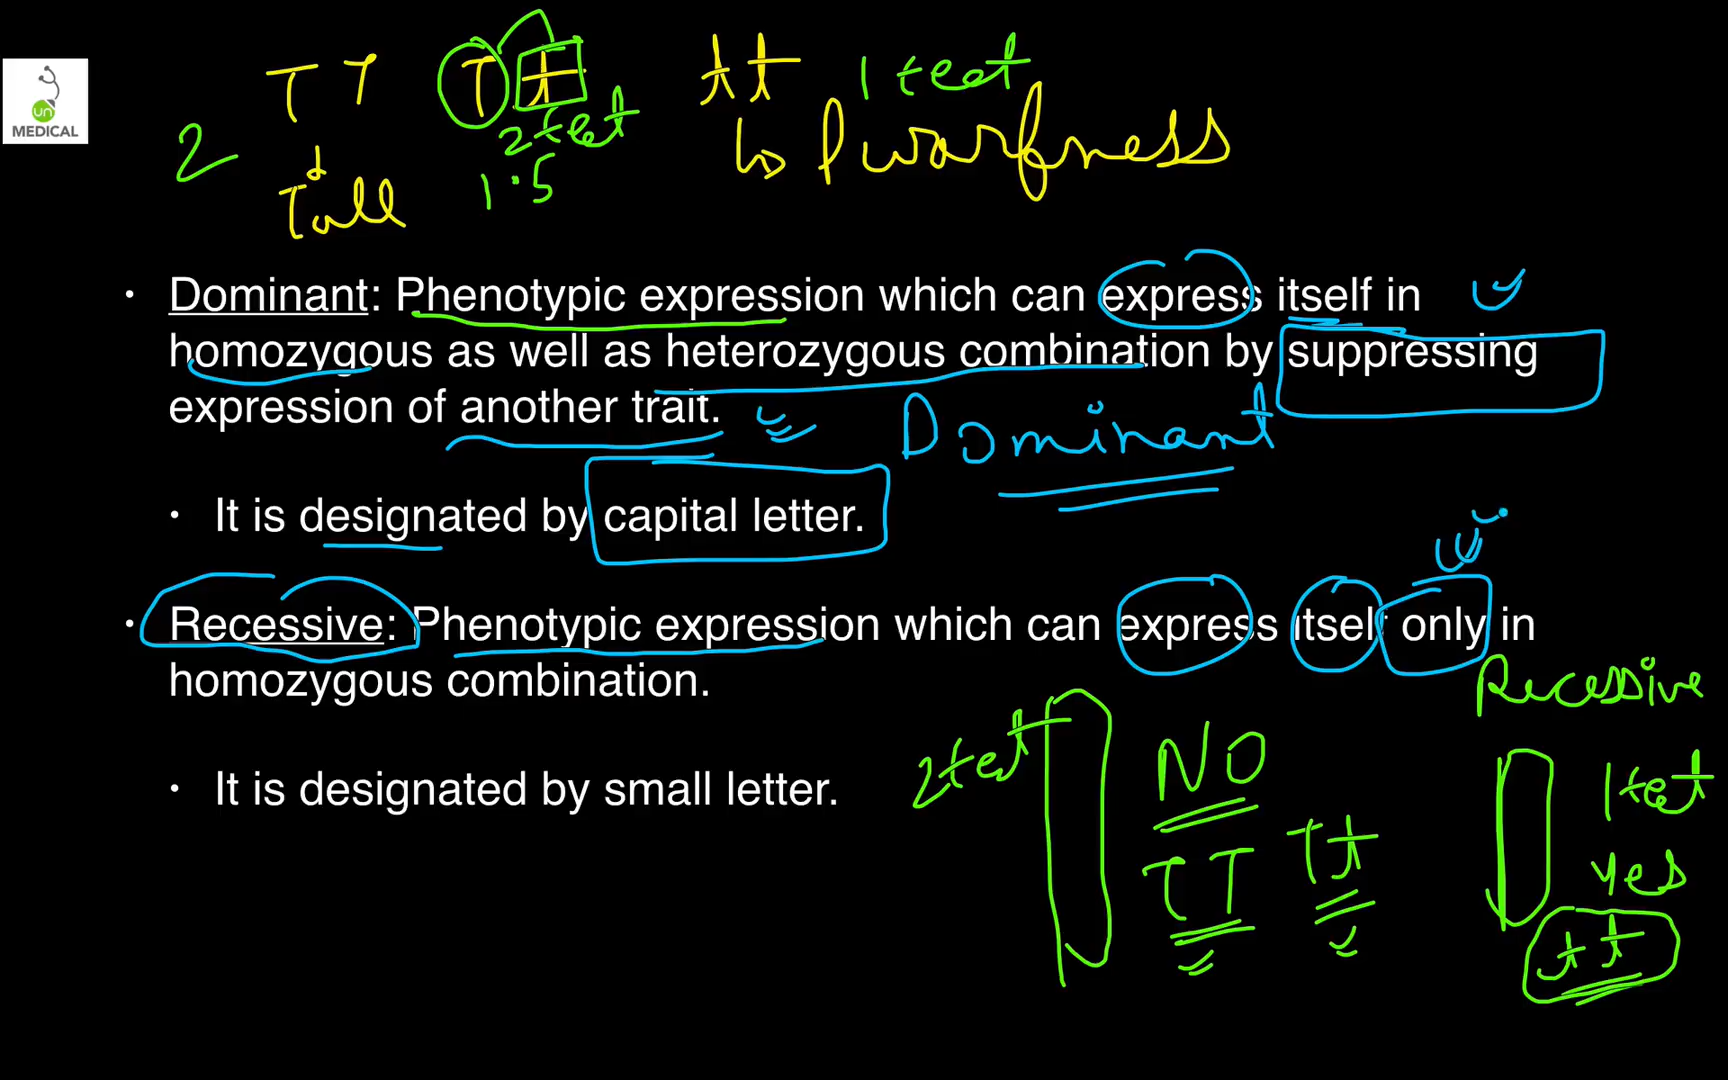 T T T t tt 1 feet
un
MEDICAL
2 2 feet Dwarfness
1.5
Tall
• Dominant: Phenotypic expression which can express itself in
homozygous as well as heterozygous combination by suppressing
expression of another trait.
Dominant
• It is designated by capital letter.
• Recessive: Phenotypic expression which can express itself only in
homozygous combination.
Recessive
• It is designated by small letter.
2 feet NO 1 feet
TT Tt yes
tt